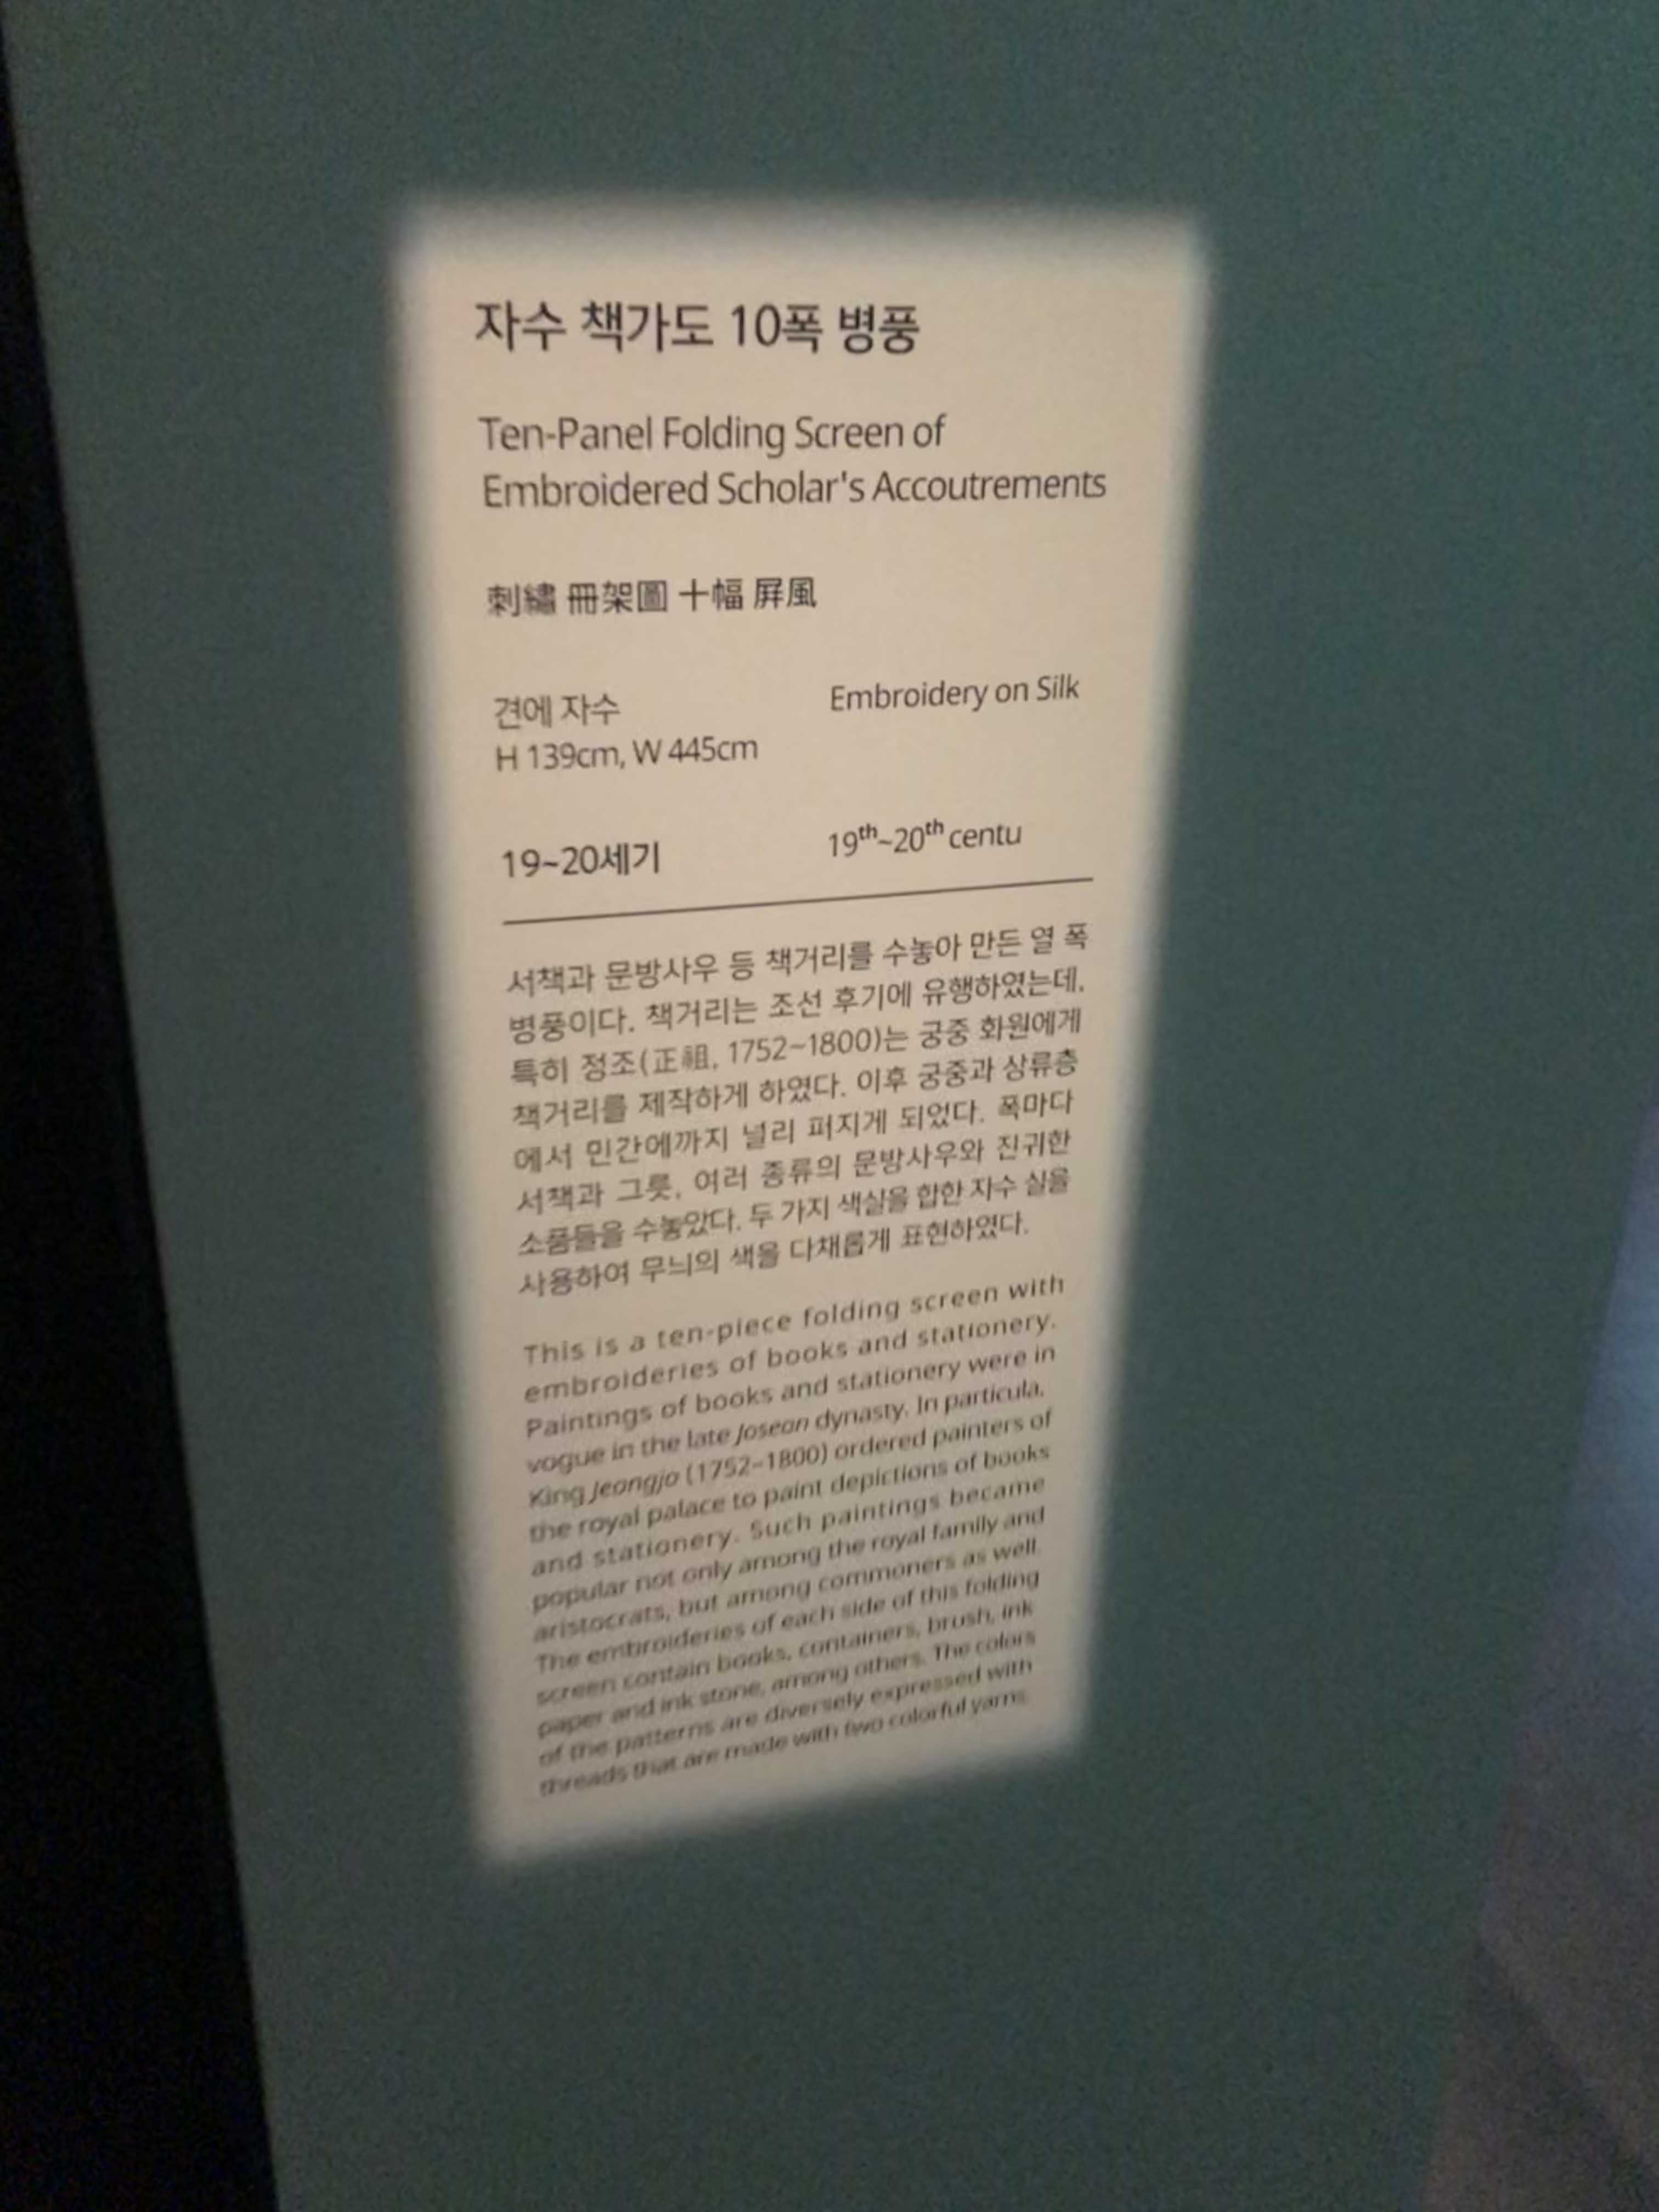 자수 책가도 10폭 병풍
Ten-Panel Folding Screen of
Embroidered Scholar's Accoutrements
刺繡 冊架圖 十幅 屛風
견에 자수
Embroidery on Silk
H 139cm, W 445cm
19~20세기
19th~20th centu
서책과 문방사우 등 책거리를 수놓아 만든 열 폭
병풍이다. 책거리는 조선 후기에 유행하였는데,
특히 정조(正祖, 1752~1800)는 궁중 화원에게
책거리를 제작하게 하였다. 이후 궁중과 상류층
에서 민간에까지 널리 퍼지게 되었다. 폭마다
서책과 그릇, 여러 종류의 문방사우와 진귀한
소품들을 수놓았다. 두 가지 색실을 합한 자수 실을
사용하여 무늬의 색을 다채롭게 표현하였다.
This is a ten-piece folding screen with
embroideries of books and stationery.
Paintings of books and stationery were in
vogue in the late Joseon dynasty. In particula,
King Jeongjo (1752–1800) ordered painters of
the royal palace to paint depictions of books
and stationery. Such paintings became
popular not only among the royal family and
aristocrats, but among commoners as well.
The embroideries of each side of this folding
screen contain books, containers, brush, ink
paper and ink stone, among others. The colors
of the patterns are diversely expressed with
threads that are made with two colorful yarns.